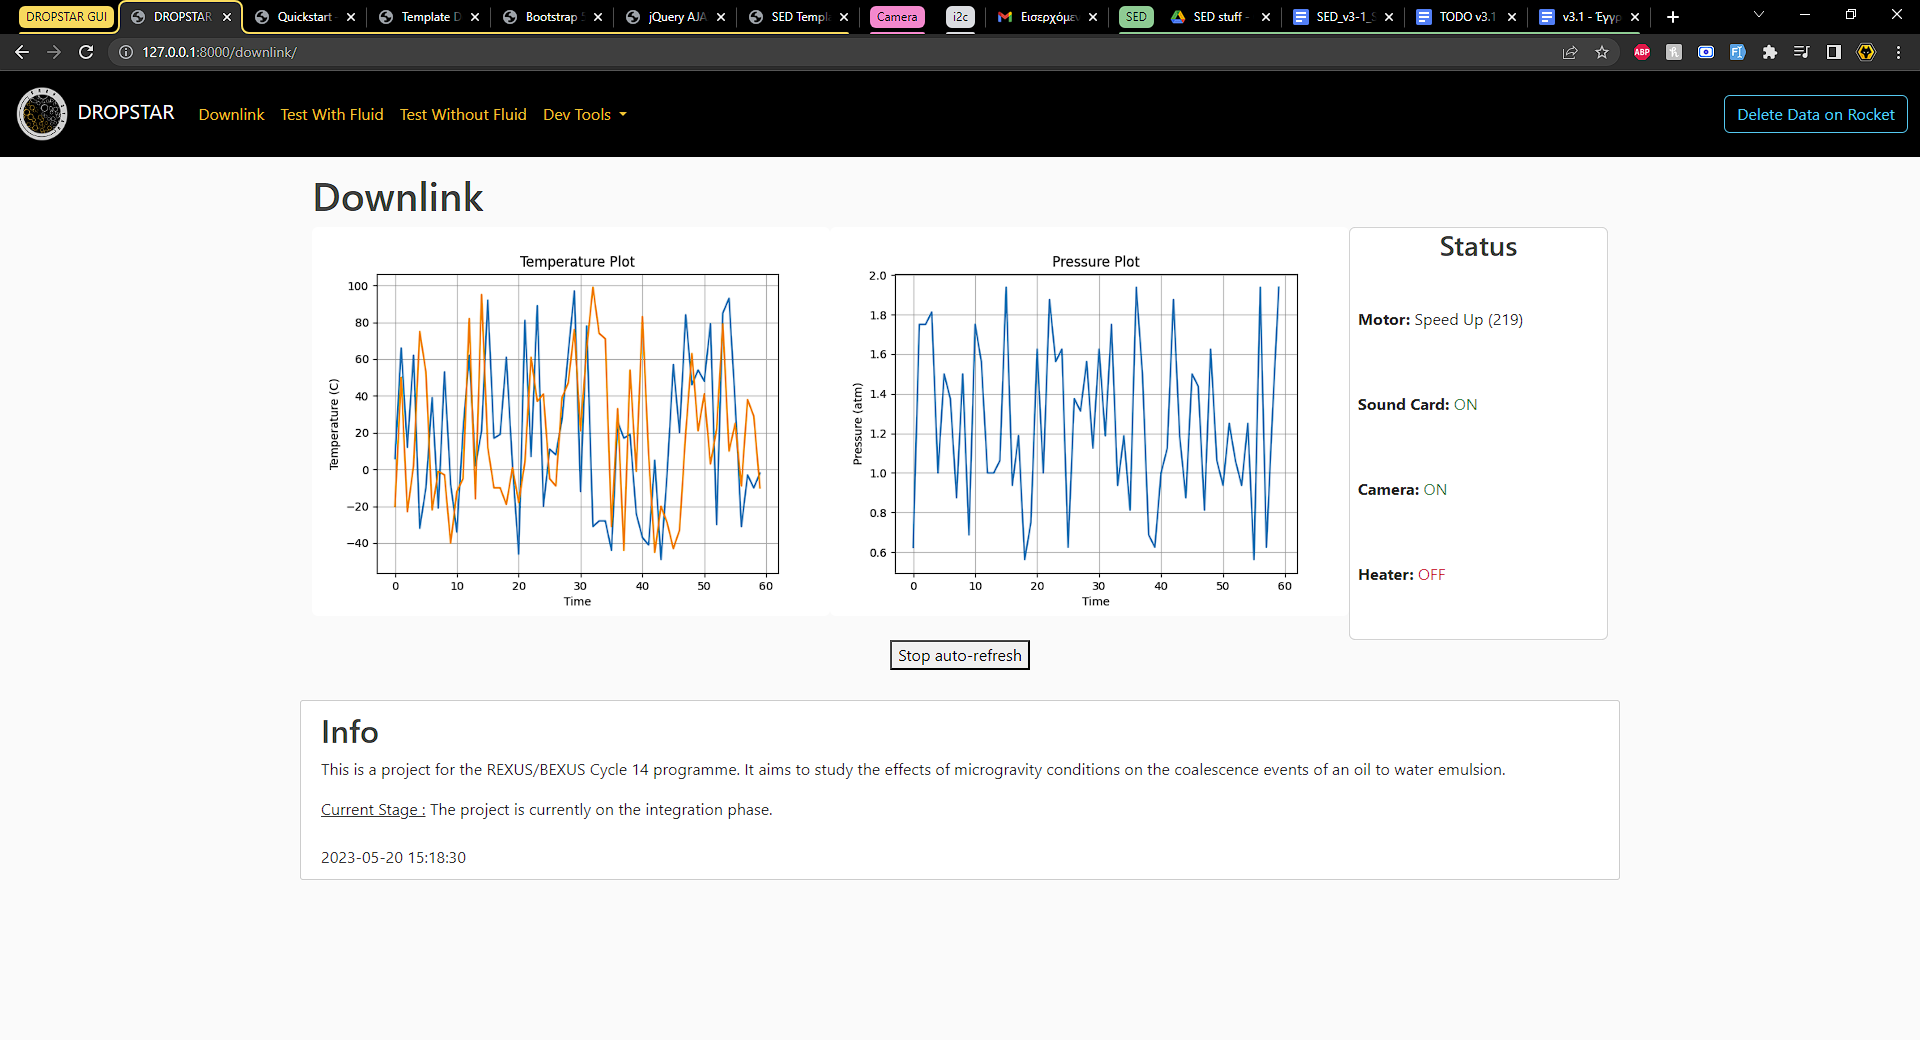 DROPSTAR GUI
DROPSTAR
Quickstart
Template D
Bootstrap 5
jQuery AJA
SED Templ
Camera
i2c
Εισερχόμε
SED
SED stuff -
SED_v3-1_S
TODO v3.1
v3.1 - Έγγρ
127.0.0.1:8000/downlink/
ABP
DROPSTAR
Downlink
Test With Fluid
Test Without Fluid
Dev Tools
Delete Data on Rocket
Downlink
Temperature Plot
100
80
60
40
20
0
−20
−40
Temperature (C)
0 10 20 30 40 50 60
Time
Pressure Plot
2.0
1.8
1.6
1.4
1.2
1.0
0.8
0.6
Pressure (atm)
0 10 20 30 40 50 60
Time
Status
Motor: Speed Up (219)
Sound Card: ON
Camera: ON
Heater: OFF
Stop auto-refresh
Info
This is a project for the REXUS/BEXUS Cycle 14 programme. It aims to study the effects of microgravity conditions on the coalescence events of an oil to water emulsion.
Current Stage : The project is currently on the integration phase.
2023-05-20 15:18:30